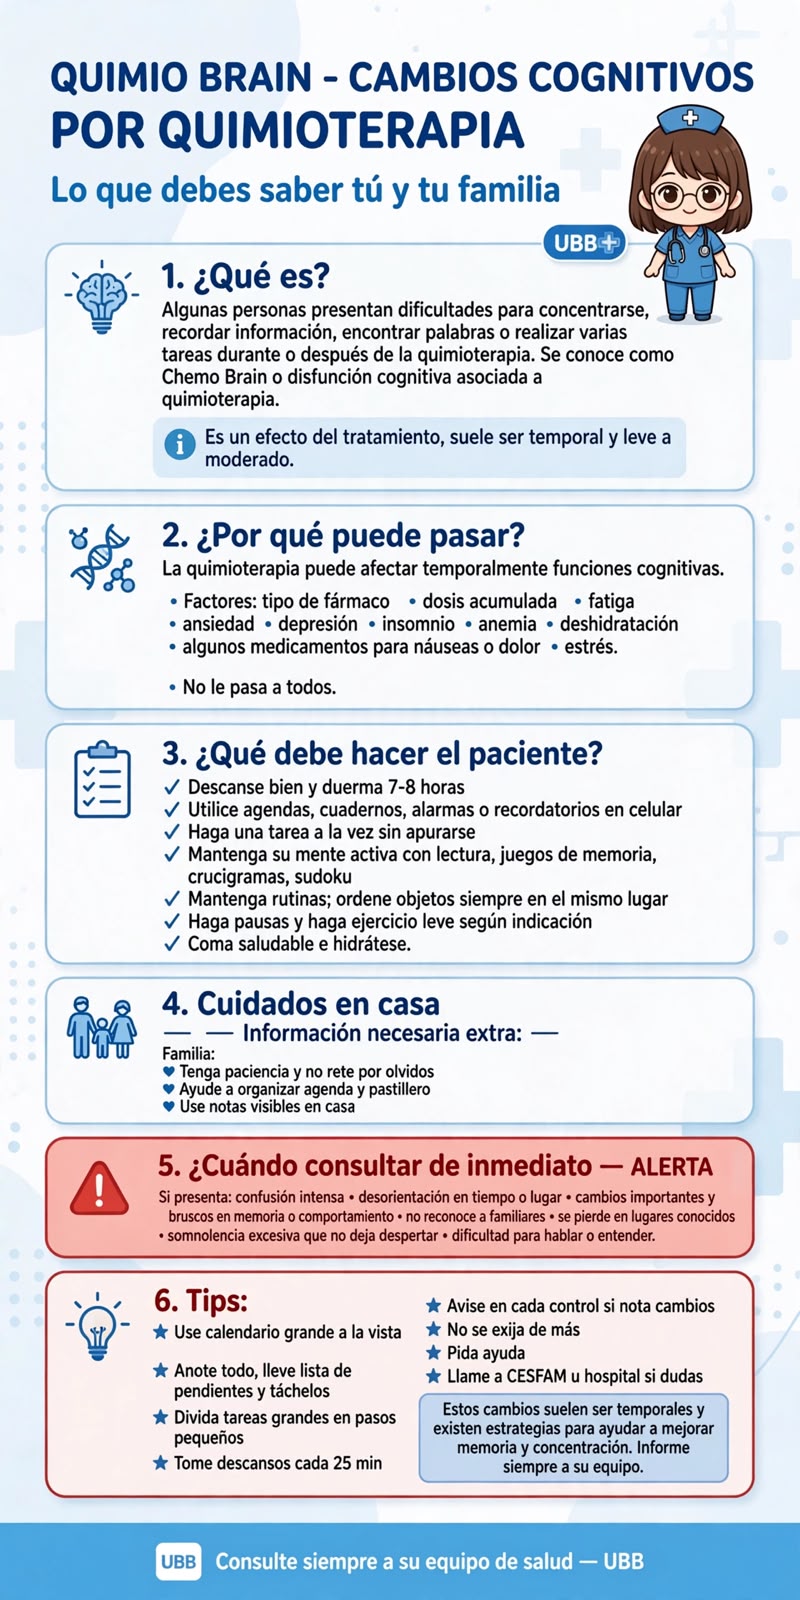 QUIMIO BRAIN - CAMBIOS COGNITIVOS
POR QUIMIOTERAPIA
Lo que debes saber tú y tu familia
UBB+
1. ¿Qué es?
Algunas personas presentan dificultades para concentrarse,
recordar información, encontrar palabras o realizar varias
tareas durante o después de la quimioterapia. Se conoce como
Chemo Brain o disfunción cognitiva asociada a
quimioterapia.
i
Es un efecto del tratamiento, suele ser temporal y leve a
moderado.
2. ¿Por qué puede pasar?
La quimioterapia puede afectar temporalmente funciones cognitivas.
• Factores: tipo de fármaco • dosis acumulada • fatiga
• ansiedad • depresión • insomnio • anemia • deshidratación
• algunos medicamentos para náuseas o dolor • estrés.
• No le pasa a todos.
3. ¿Qué debe hacer el paciente?
✓ Descanse bien y duerma 7-8 horas
✓ Utilice agendas, cuadernos, alarmas o recordatorios en celular
✓ Haga una tarea a la vez sin apurarse
✓ Mantenga su mente activa con lectura, juegos de memoria,
crucigramas, sudoku
✓ Mantenga rutinas; ordene objetos siempre en el mismo lugar
✓ Haga pausas y haga ejercicio leve según indicación
✓ Coma saludable e hidrátese.
4. Cuidados en casa
— — Información necesaria extra: —
Familia:
♥ Tenga paciencia y no rete por olvidos
♥ Ayude a organizar agenda y pastillero
♥ Use notas visibles en casa
5. ¿Cuándo consultar de inmediato — ALERTA
Si presenta: confusión intensa • desorientación en tiempo o lugar • cambios importantes y
bruscos en memoria o comportamiento • no reconoce a familiares • se pierde en lugares conocidos
• somnolencia excesiva que no deja despertar • dificultad para hablar o entender.
6. Tips:
★ Use calendario grande a la vista
★ Anote todo, lleve lista de
pendientes y táchelos
★ Divida tareas grandes en pasos
pequeños
★ Tome descansos cada 25 min
★ Avise en cada control si nota cambios
★ No se exija de más
★ Pida ayuda
★ Llame a CESFAM u hospital si dudas
Estos cambios suelen ser temporales y
existen estrategias para ayudar a mejorar
memoria y concentración. Informe
siempre a su equipo.
UBB Consulte siempre a su equipo de salud — UBB